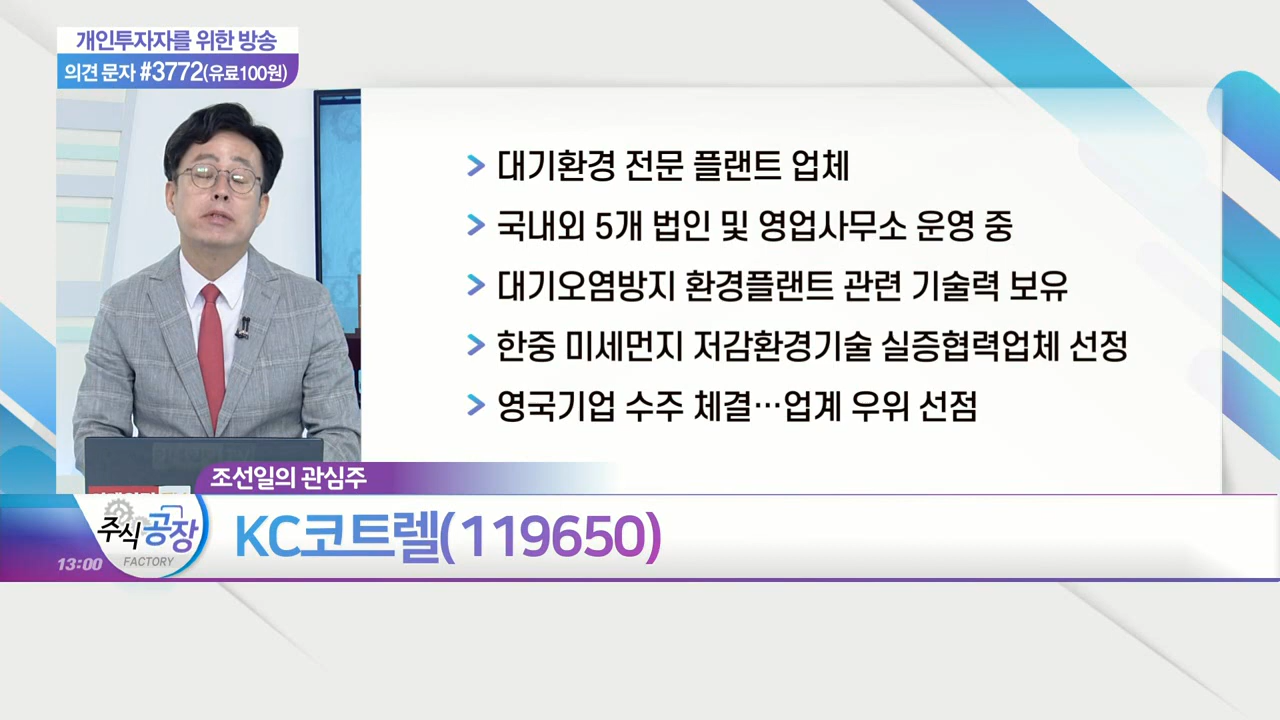 개인투자자를 위한 방송
의견 문자 #3772(유료100원)
> 대기환경 전문 플랜트 업체
> 국내외 5개 법인 및 영업사무소 운영 중
> 대기오염방지 환경플랜트 관련 기술력 보유
> 한중 미세먼지 저감환경기술 실증협력업체 선정
> 영국기업 수주 체결…업계 우위 선점
조선일의 관심주
주식공장
FACTORY
13:00
KC코트렐(119650)